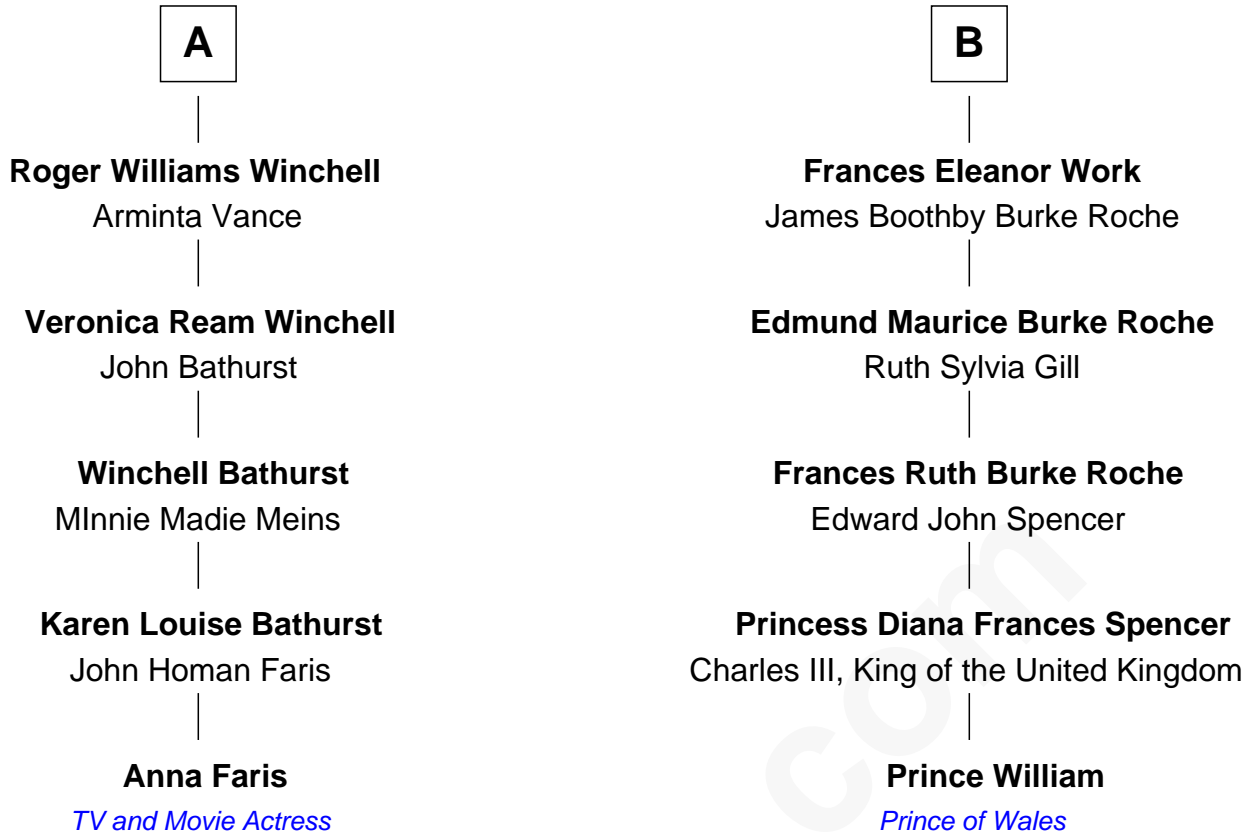 A
Roger Williams Winchell
Arminta Vance
Veronica Ream Winchell
John Bathurst
Winchell Bathurst
MInnie Madie Meins
Karen Louise Bathurst
John Homan Faris
Anna Faris
TV and Movie Actress
B
Frances Eleanor Work
James Boothby Burke Roche
Edmund Maurice Burke Roche
Ruth Sylvia Gill
Frances Ruth Burke Roche
Edward John Spencer
Princess Diana Frances Spencer
Charles III, King of the United Kingdom
Prince William
Prince of Wales
com